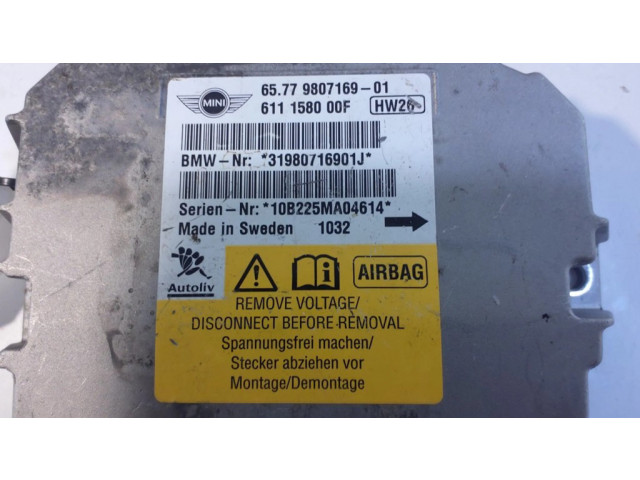 MINI
65.77 9807169-01
611 1580 00F HW26
BMW-Nr: *31980716901J*
Serien-Nr: *10B225MA04614*
Made in Sweden 1032
Autoliv
AIRBAG
REMOVE VOLTAGE/
DISCONNECT BEFORE REMOVAL
Spannungsfrei machen/
Stecker abziehen vor
Montage/Demontage